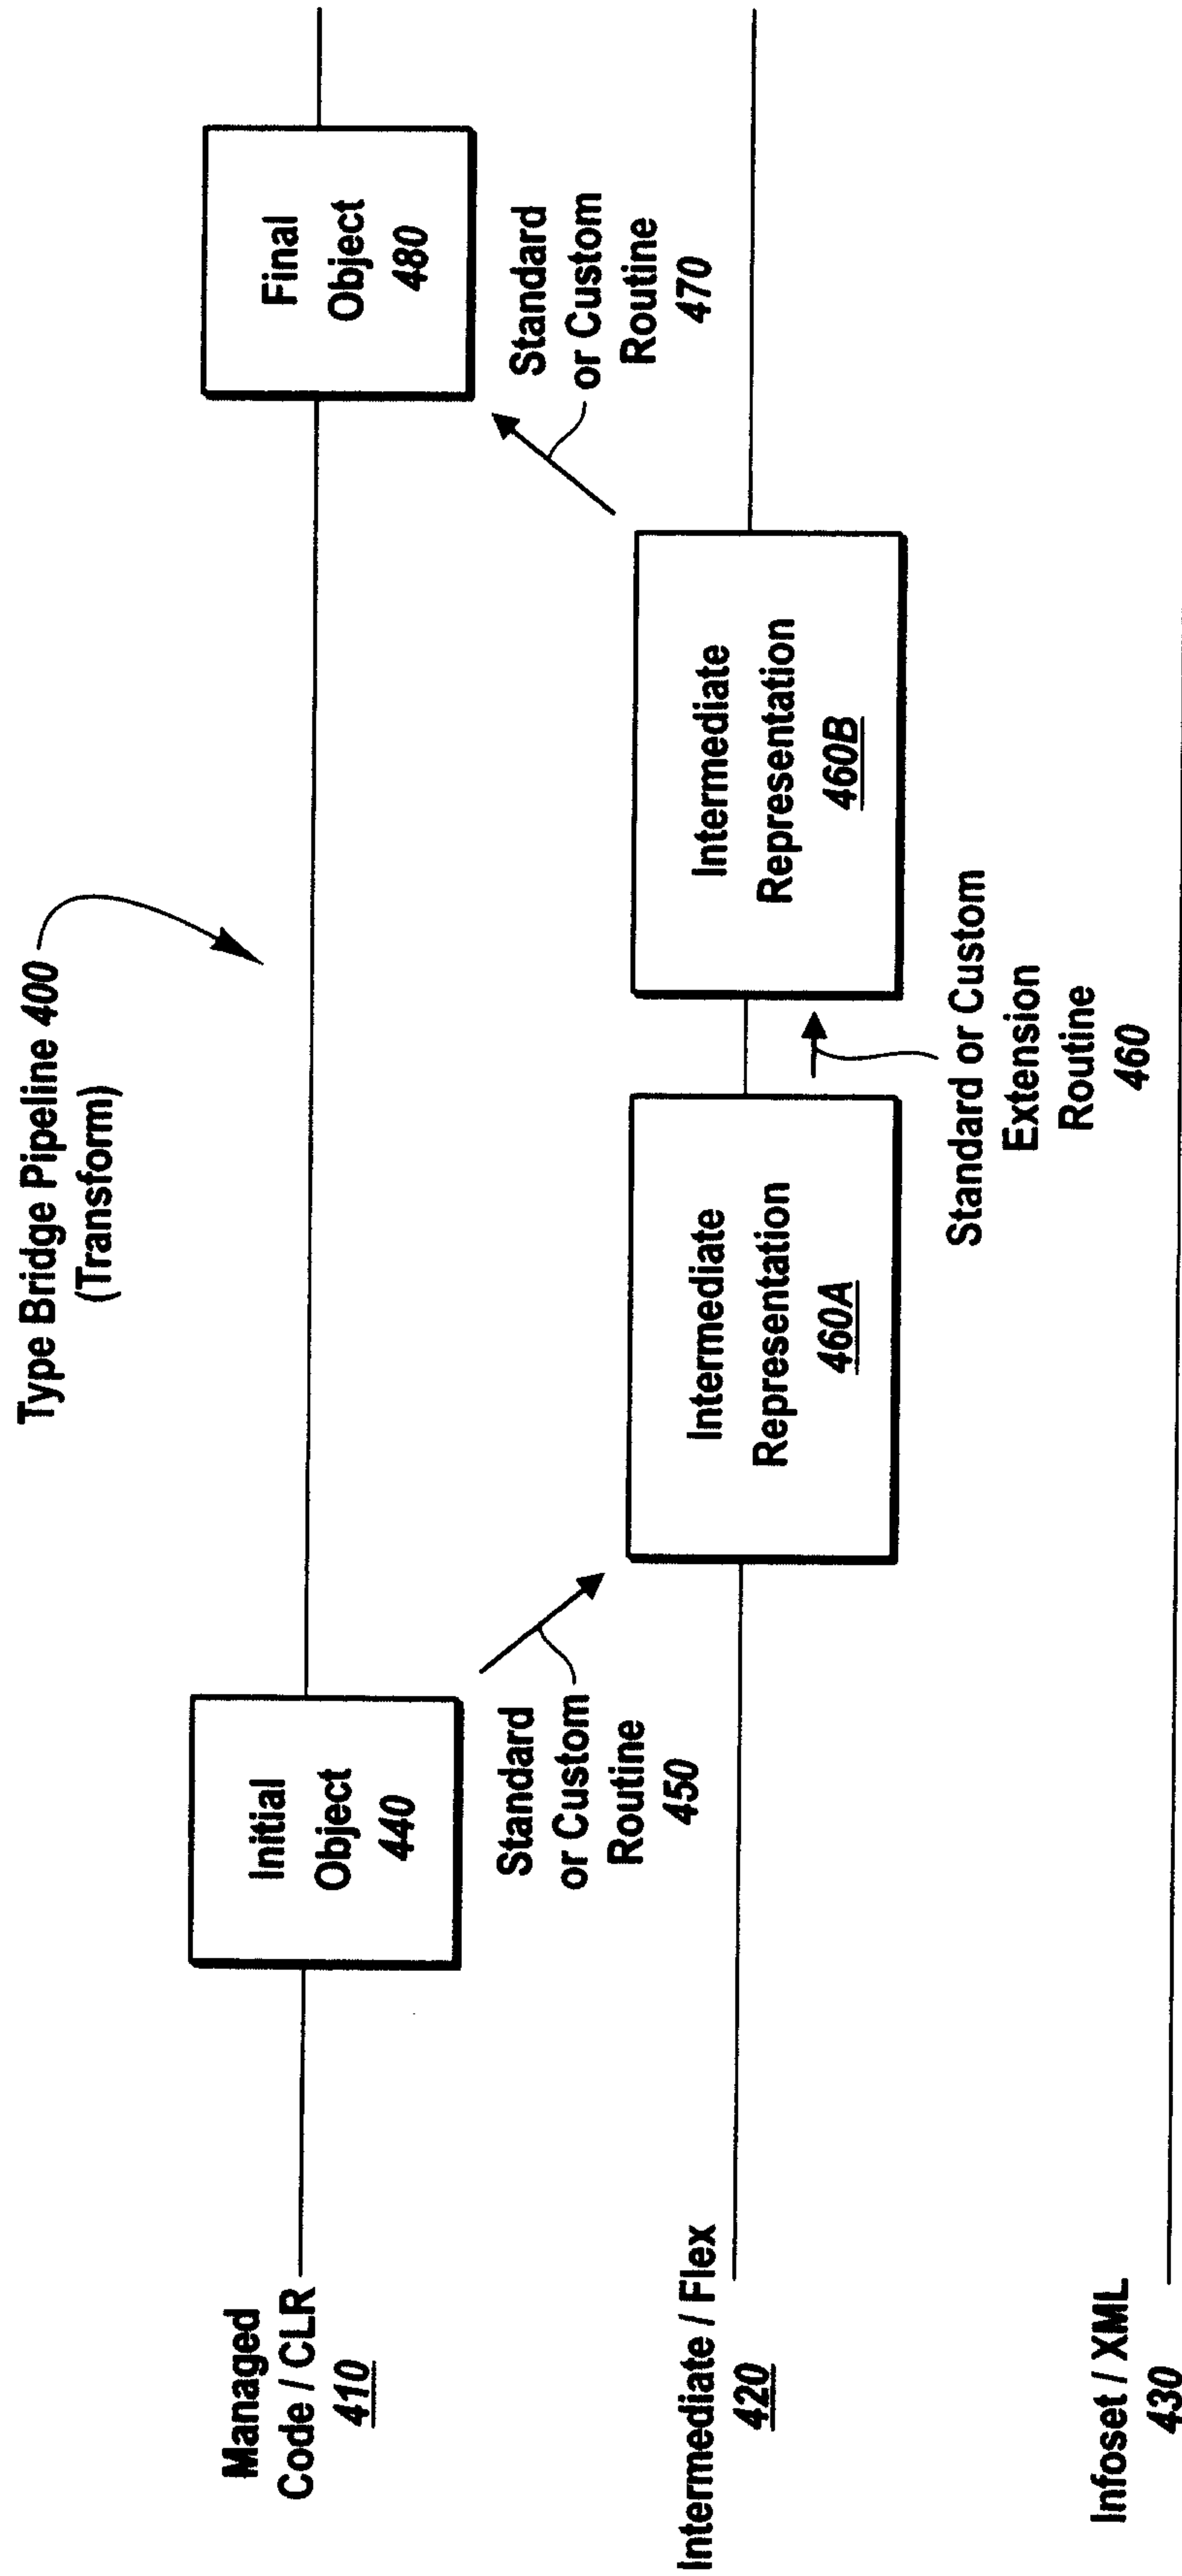 Type Bridge Pipeline 400
(Transform)
Managed
Code / CLR
410
Initial
Object
440
Final
Object
480
Standard
or Custom
Routine
450
Standard
or Custom
Routine
470
Intermediate / Flex
420
Intermediate
Representation
460A
Intermediate
Representation
460B
Standard or Custom
Extension
Routine
460
Infoset / XML
430